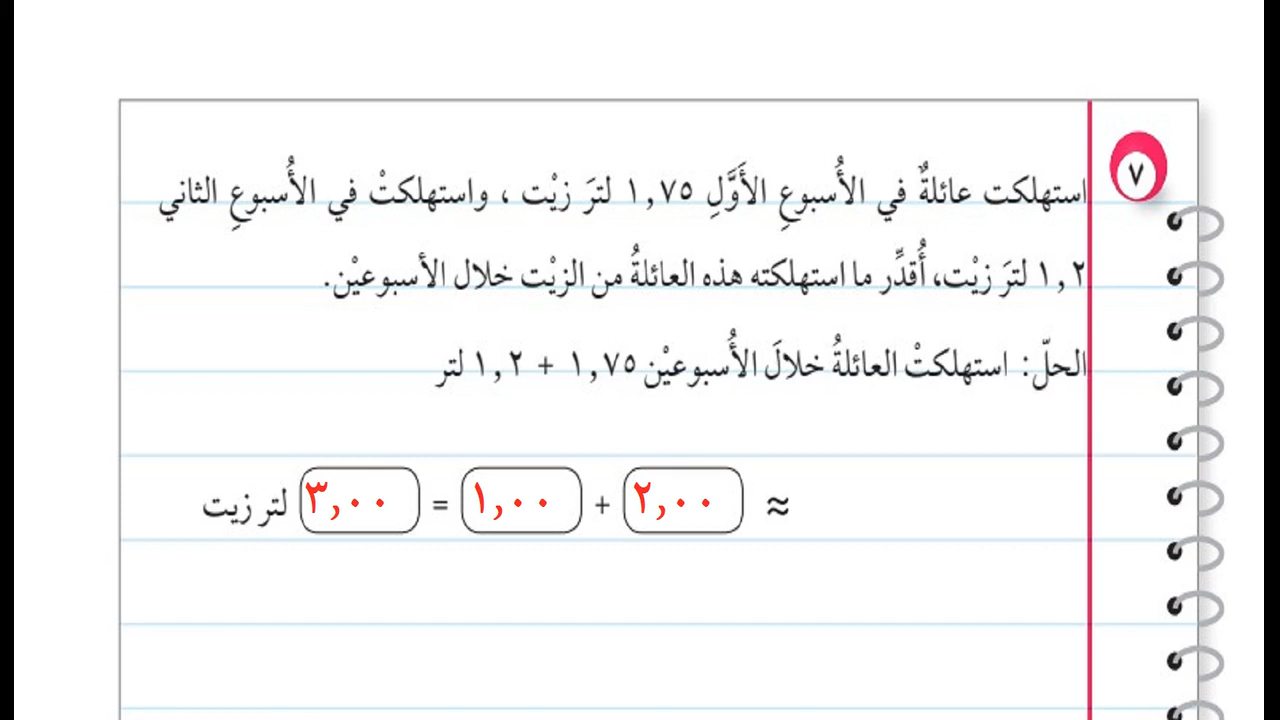 ٧
استهلكت عائلةٌ في الأُسبوعِ الأَوَّلِ ١,٧٥ لترَ زيْت ، واستهلكتْ في الأُسبوعِ الثاني
١,٢ لترَ زيْت، أُقدِّر ما استهلكته هذه العائلةُ من الزيْت خلال الأسبوعيْن.
الحلّ: استهلكتْ العائلةُ خلالَ الأُسبوعيْن ١,٧٥ + ١,٢ لتر
≈ ٢,٠٠ + ١,٠٠ = ٣,٠٠ لتر زيت